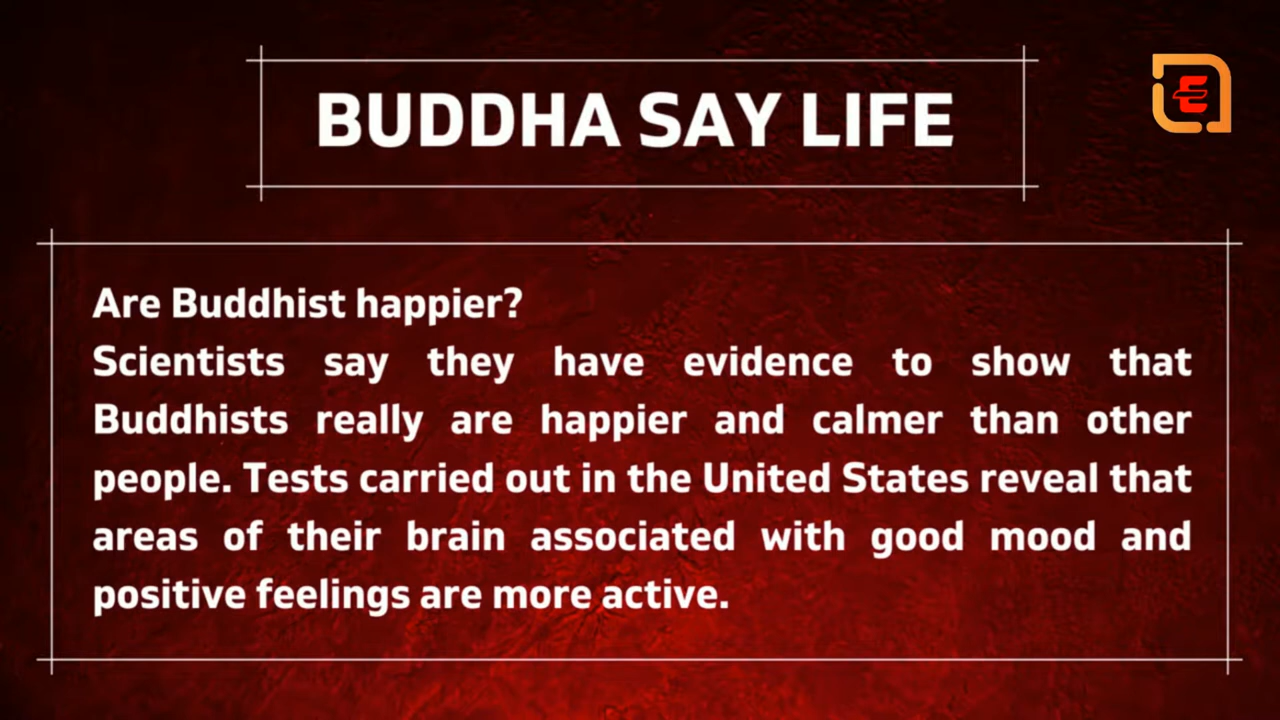 BUDDHA SAY LIFE
E
Are Buddhist happier?
Scientists say they have evidence to show that
Buddhists really are happier and calmer than other
people. Tests carried out in the United States reveal that
areas of their brain associated with good mood and
positive feelings are more active.